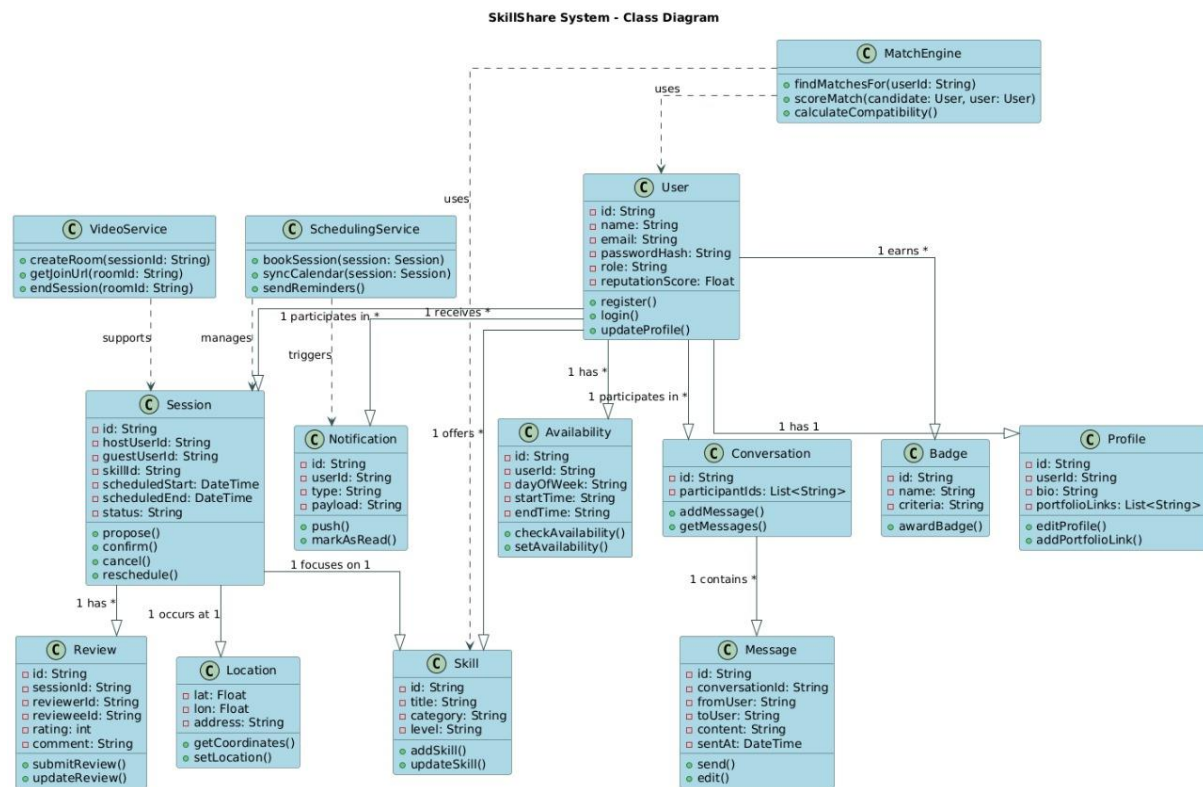 SkillShare System - Class Diagram
C MatchEngine
findMatchesFor(userId: String)
scoreMatch(candidate: User, user: User)
calculateCompatibility()
uses
uses
C User
id: String
name: String
email: String
passwordHash: String
role: String
reputationScore: Float
register()
login()
updateProfile()
C VideoService
createRoom(sessionId: String)
getJoinUrl(roomId: String)
endSession(roomId: String)
C SchedulingService
bookSession(session: Session)
syncCalendar(session: Session)
sendReminders()
1 earns *
1 participates in *
1 receives *
supports
manages
triggers
1 has *
1 participates in *
1 offers *
1 has 1
C Session
id: String
hostUserId: String
guestUserId: String
skillId: String
scheduledStart: DateTime
scheduledEnd: DateTime
status: String
propose()
confirm()
cancel()
reschedule()
C Notification
id: String
userId: String
type: String
payload: String
push()
markAsRead()
C Availability
id: String
userId: String
dayOfWeek: String
startTime: String
endTime: String
checkAvailability()
setAvailability()
C Conversation
id: String
participantIds: List<String>
addMessage()
getMessages()
C Badge
id: String
name: String
criteria: String
awardBadge()
C Profile
id: String
userId: String
bio: String
portfolioLinks: List<String>
editProfile()
addPortfolioLink()
1 focuses on 1
1 has *
1 occurs at 1
1 contains *
C Review
id: String
sessionId: String
reviewerId: String
revieweeId: String
rating: int
comment: String
submitReview()
updateReview()
C Location
lat: Float
lon: Float
address: String
getCoordinates()
setLocation()
C Skill
id: String
title: String
category: String
level: String
addSkill()
updateSkill()
C Message
id: String
conversationId: String
fromUser: String
toUser: String
content: String
sentAt: DateTime
send()
edit()